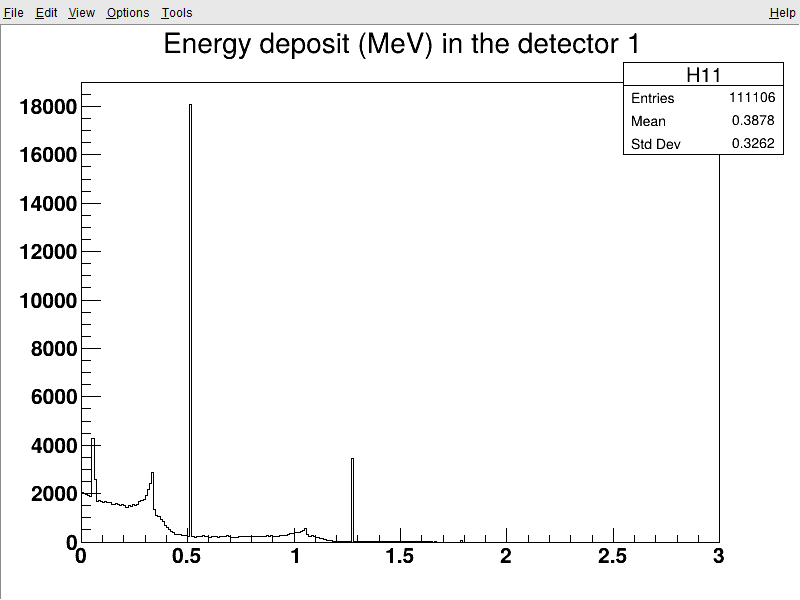 File Edit View Options Tools Help
Energy deposit (MeV) in the detector 1
H11
Entries 111106
Mean 0.3878
Std Dev 0.3262
18000
16000
14000
12000
10000
8000
6000
4000
2000
0
0 0.5 1 1.5 2 2.5 3